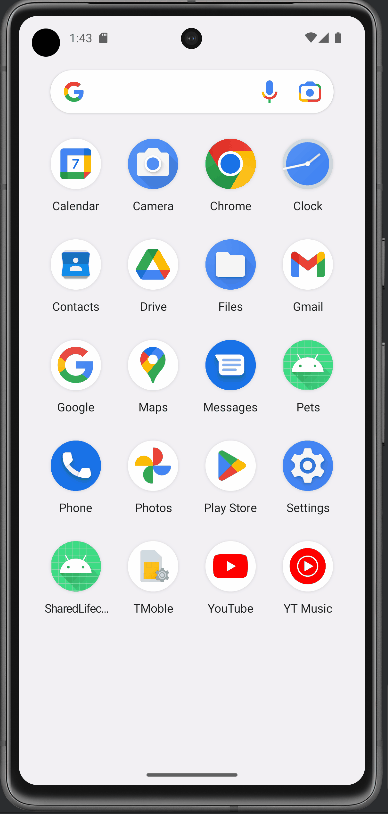 1:43
Calendar
Camera
Chrome
Clock
Contacts
Drive
Files
Gmail
Google
Maps
Messages
Pets
Phone
Photos
Play Store
Settings
SharedLifec...
TMoble
YouTube
YT Music
7